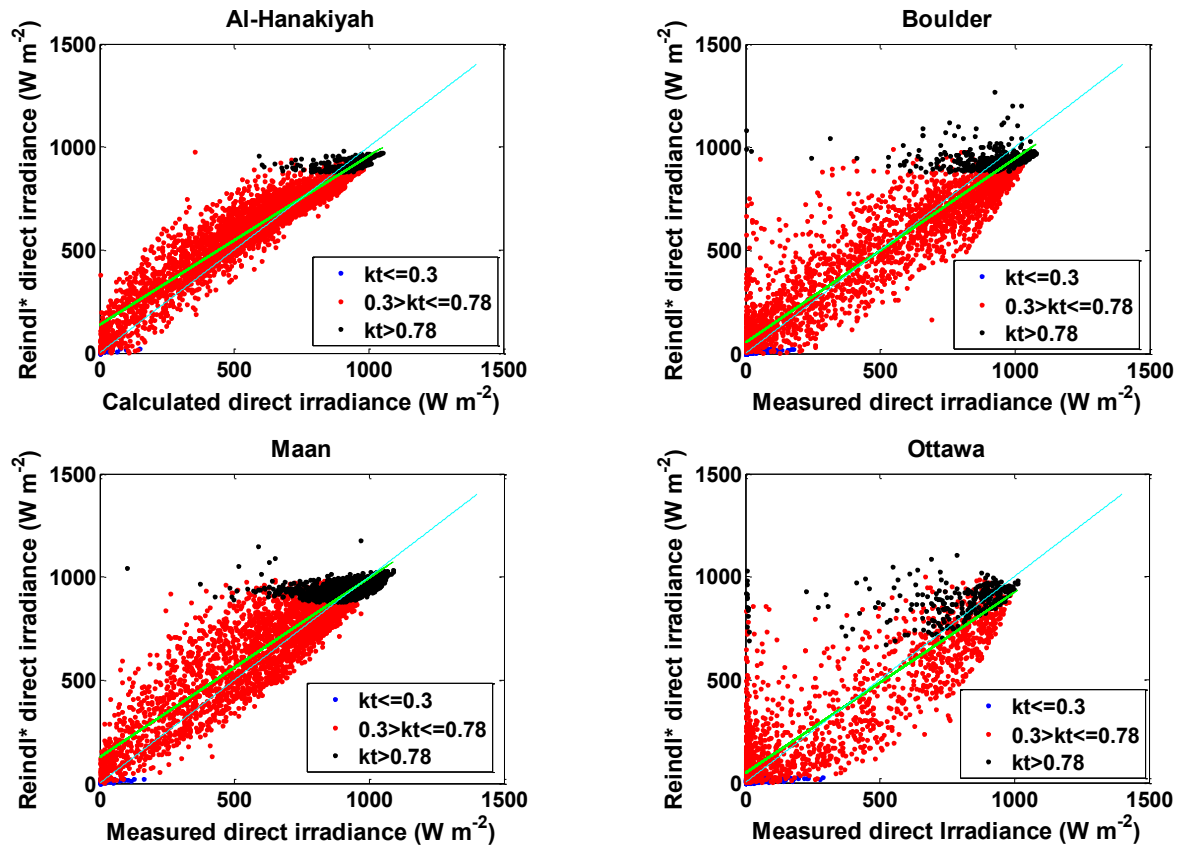 Al-Hanakiyah
Reindl* direct irradiance (W m-2)
1500
1000
500
0
0 500 1000 1500
kt<=0.3
0.3>kt<=0.78
kt>0.78
Calculated direct irradiance (W m-2)
Boulder
Reindl* direct irradiance (W m-2)
1500
1000
500
0
0 500 1000 1500
kt<=0.3
0.3>kt<=0.78
kt>0.78
Measured direct irradiance (W m-2)
Maan
Reindl* direct irradiance (W m-2)
1500
1000
500
0
0 500 1000 1500
kt<=0.3
0.3>kt<=0.78
kt>0.78
Measured direct irradiance (W m-2)
Ottawa
Reindl* direct irradiance (W m-2)
1500
1000
500
0
0 500 1000 1500
kt<=0.3
0.3>kt<=0.78
kt>0.78
Measured direct Irradiance (W m-2)